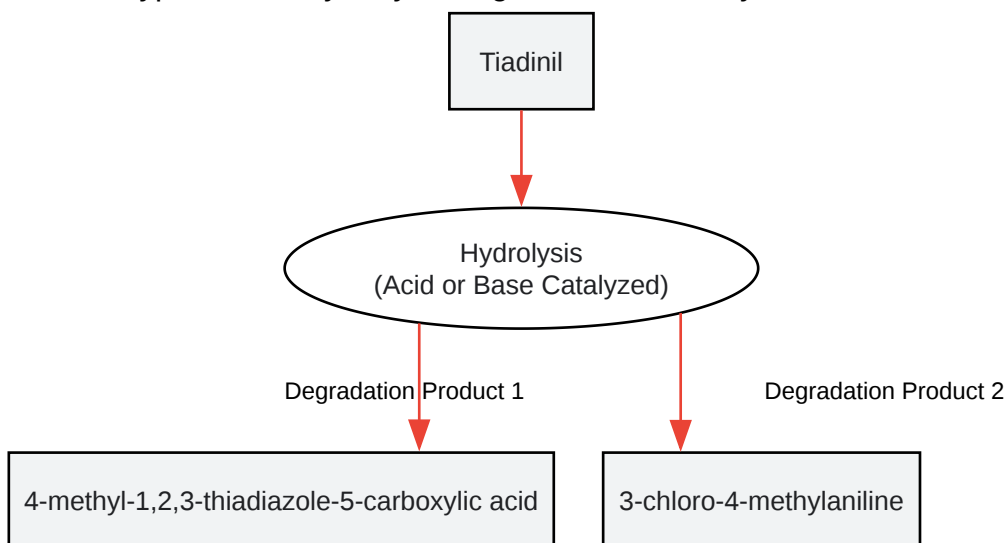 Tiadinil
Hydrolysis
(Acid or Base Catalyzed)
Degradation Product 1
Degradation Product 2
4-methyl-1,2,3-thiadiazole-5-carboxylic acid
3-chloro-4-methylaniline